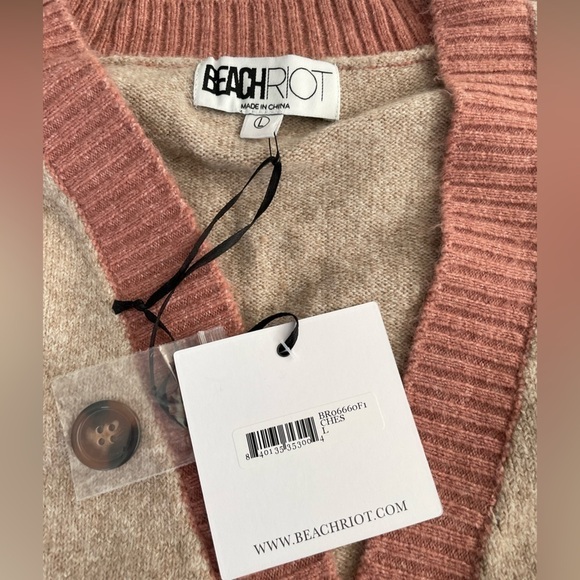 BEACHRIOT
MADE IN CHINA
L
BR06660F1
CHES
L
WWW.BEACHRIOT.COM